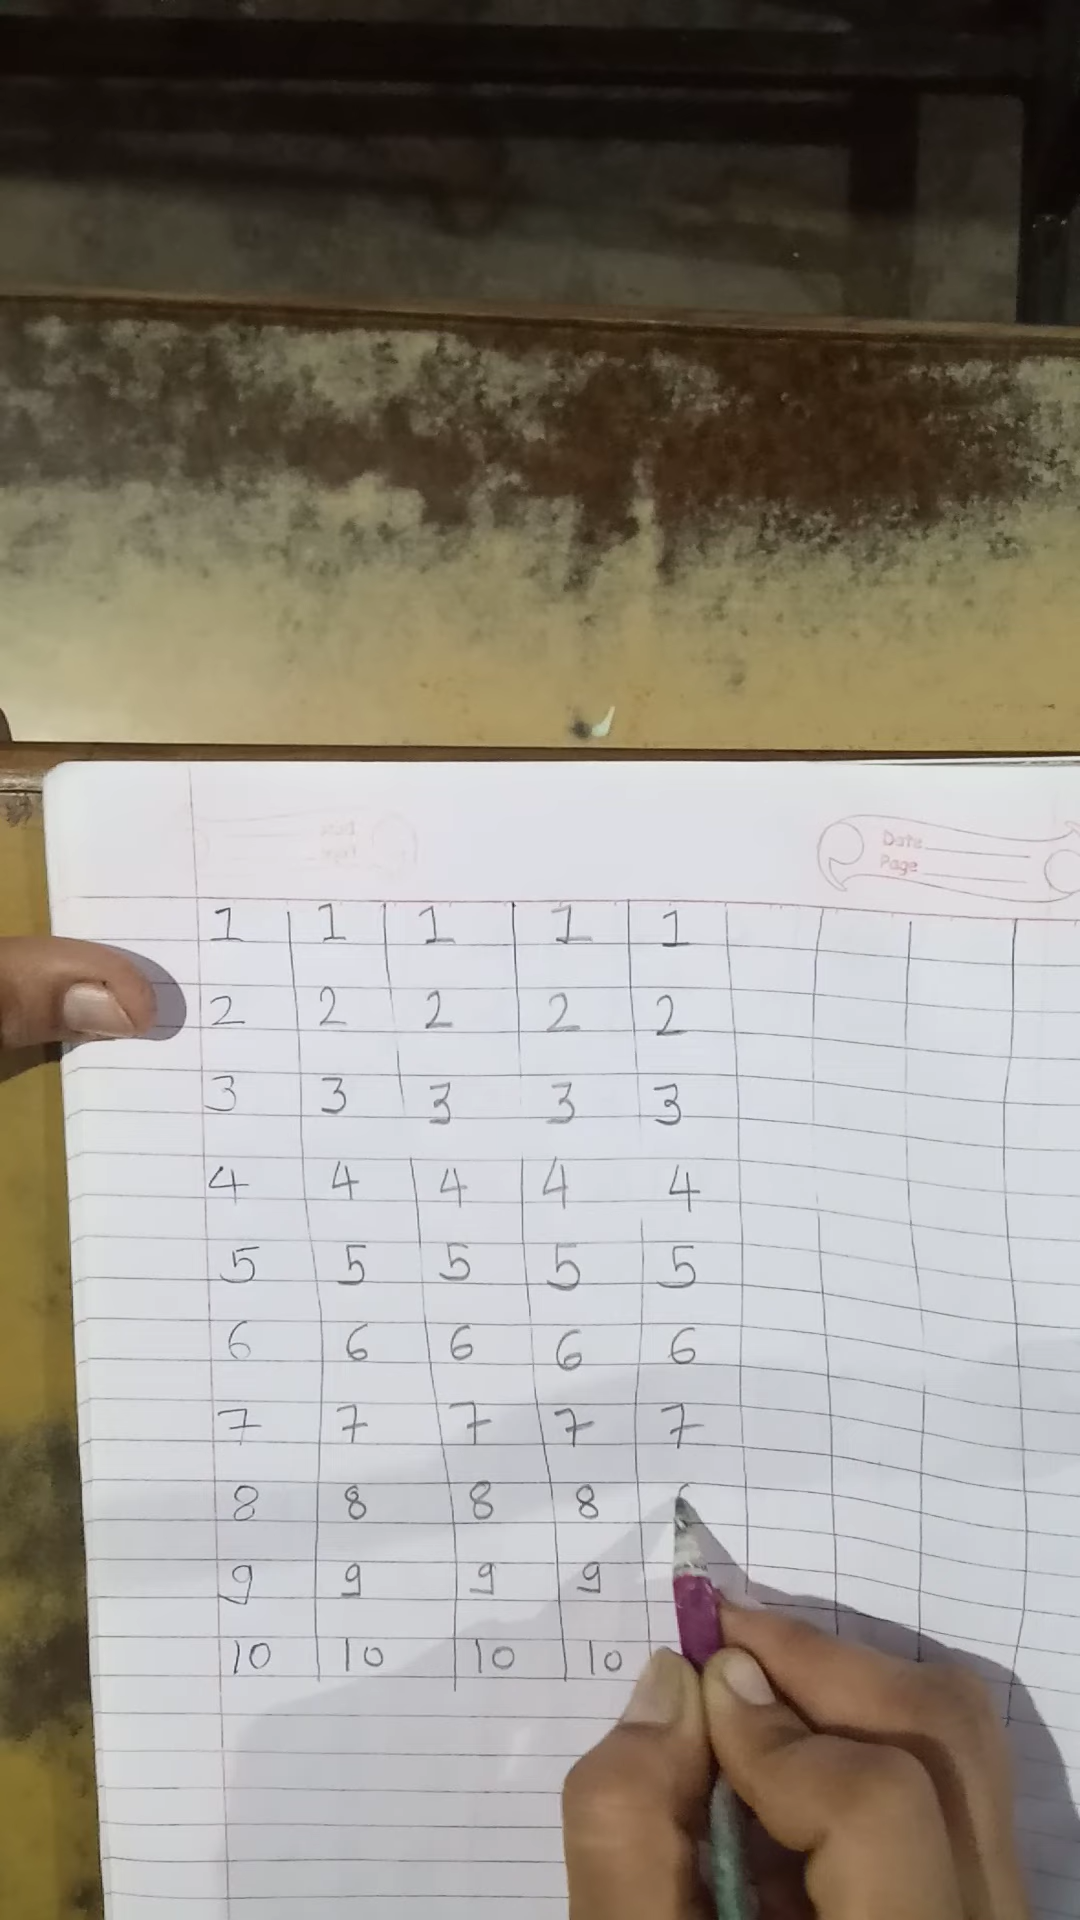 Date
Page
1 1 1 1 1
2 2 2 2 2
3 3 3 3 3
4 4 4 4 4
5 5 5 5 5
6 6 6 6 6
7 7 7 7 7
8 8 8 8
9 9 9 9
10 10 10 10